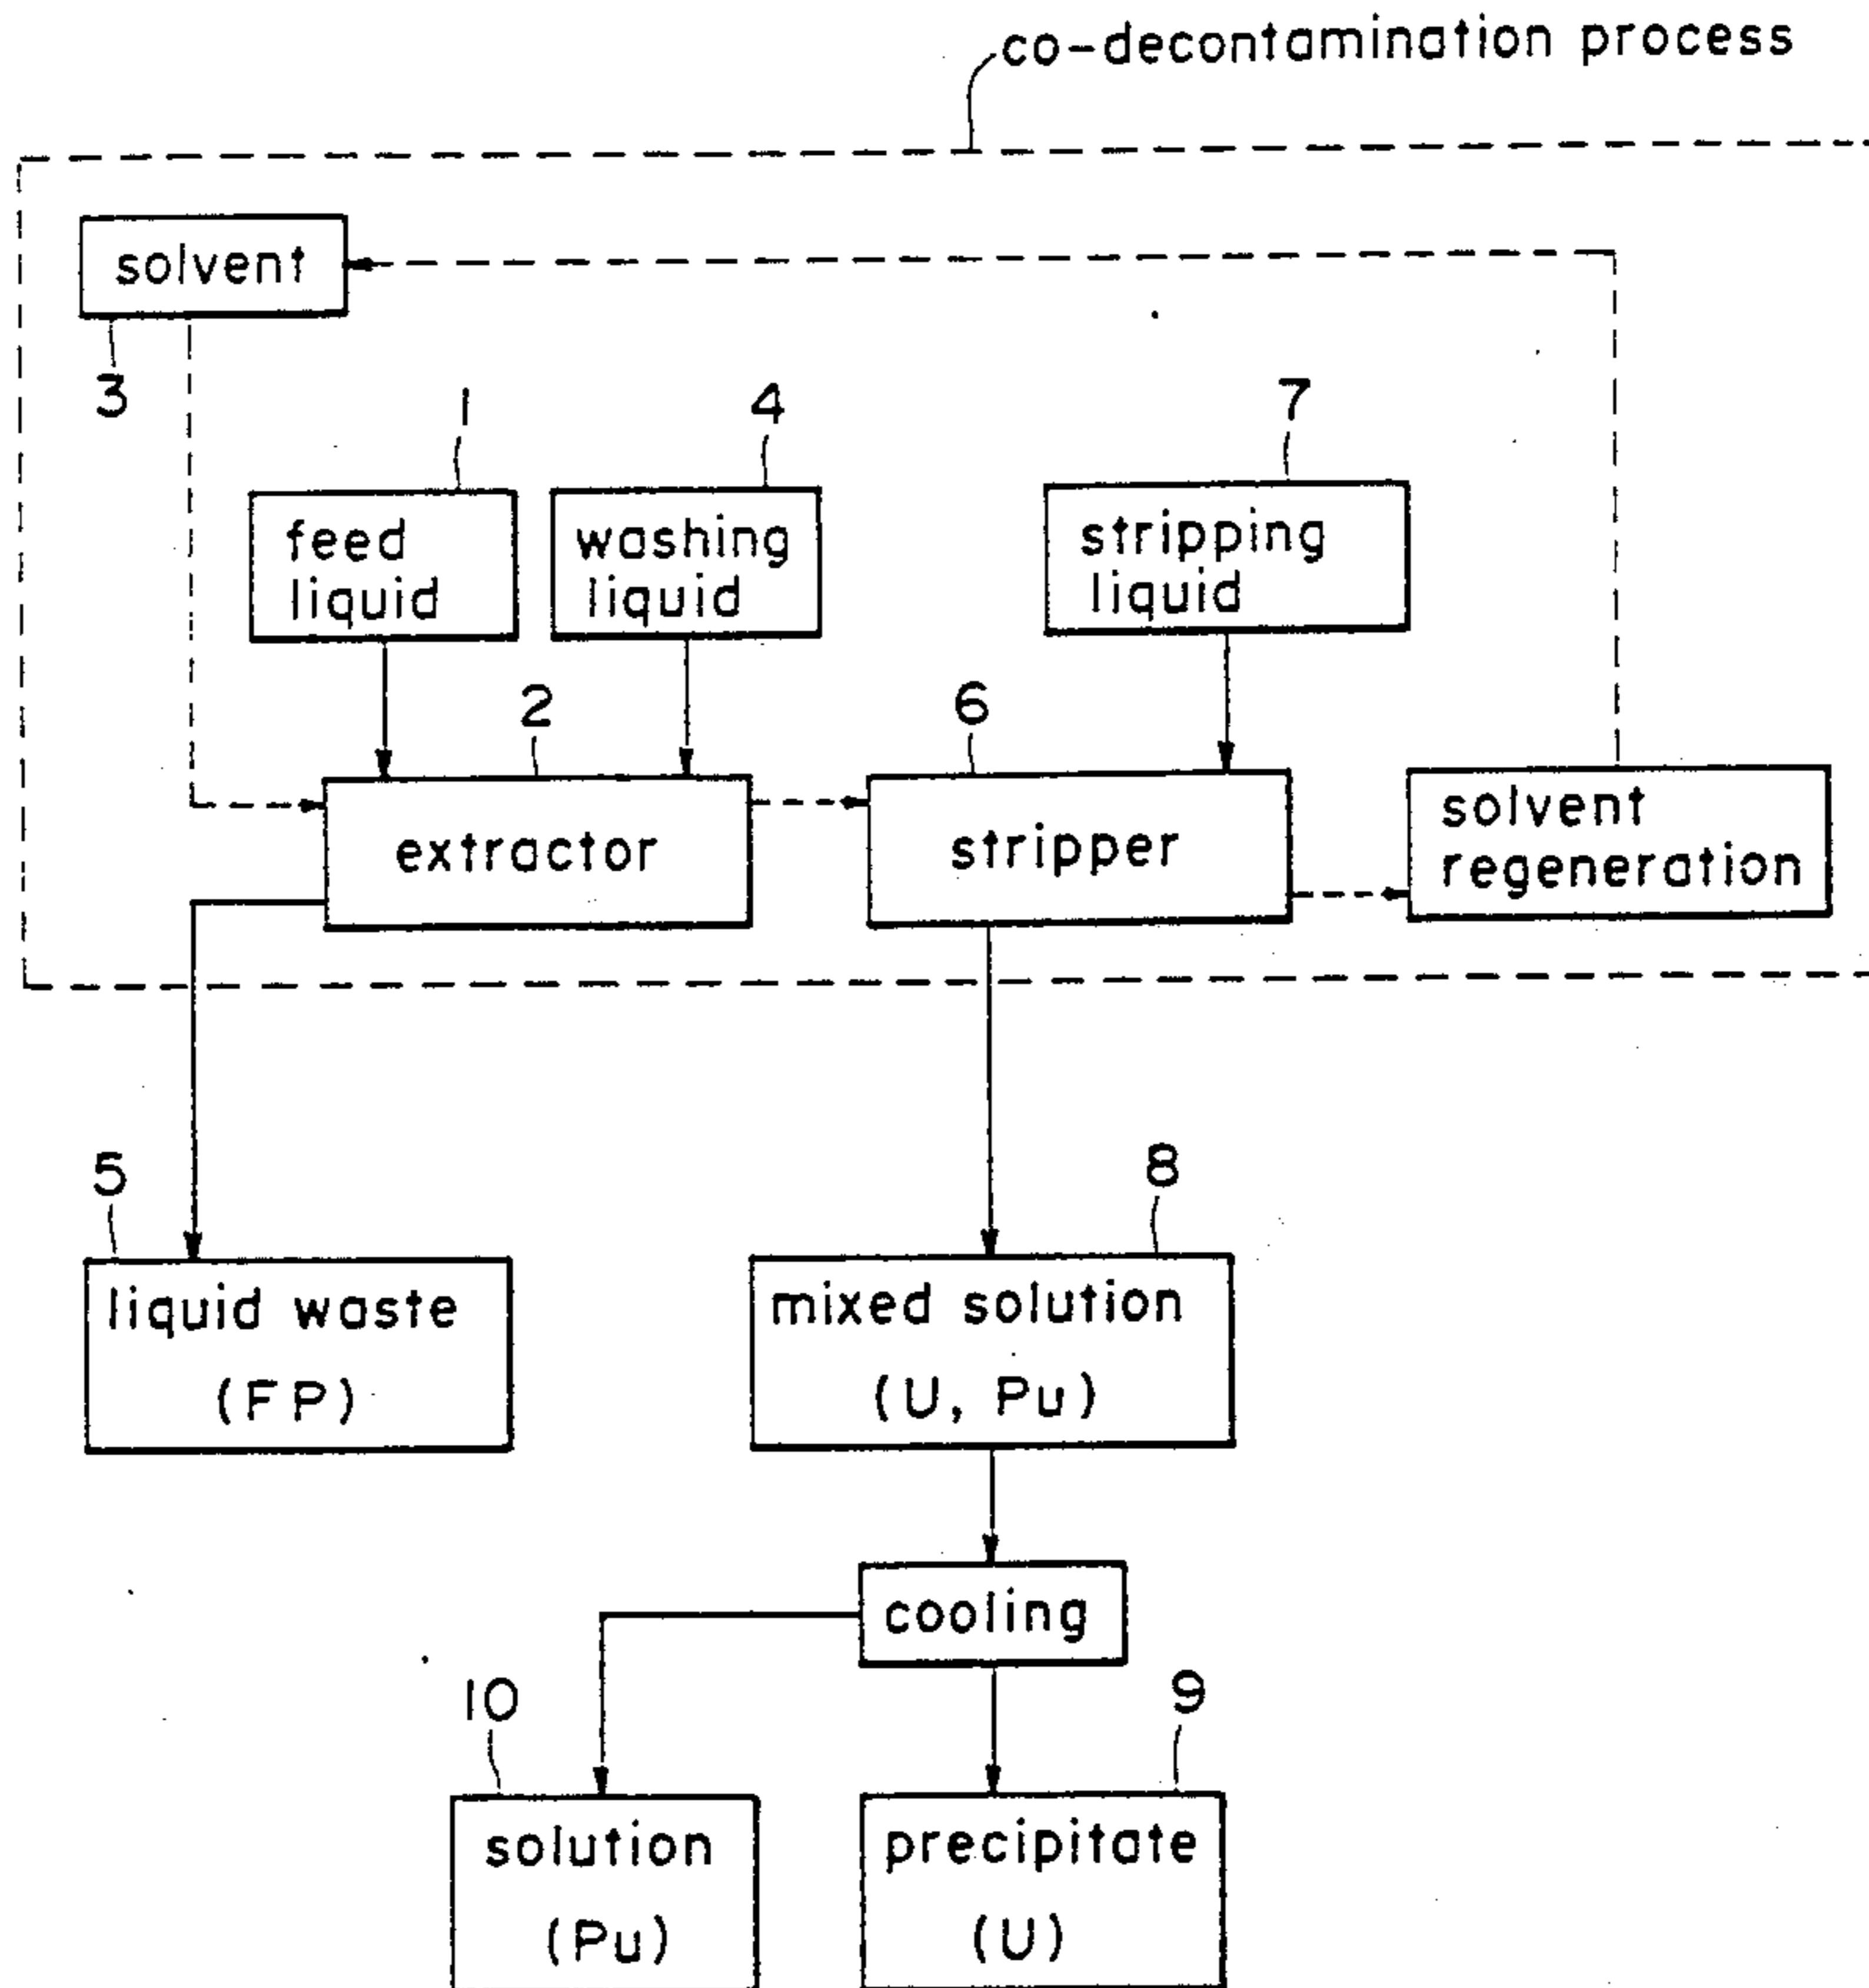 co-decontamination process
solvent
3
1
4
7
feed
liquid
washing
liquid
stripping
liquid
2
6
extractor
stripper
solvent
regeneration
5
8
liquid waste
(FP)
mixed solution
(U, Pu)
cooling
10
9
solution
(Pu)
precipitate
(U)